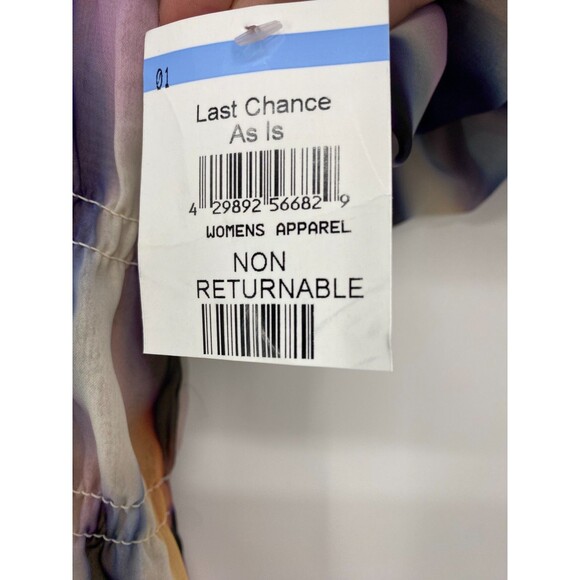 01
Last Chance
As Is
4 29892 56682 9
WOMENS APPAREL
NON
RETURNABLE